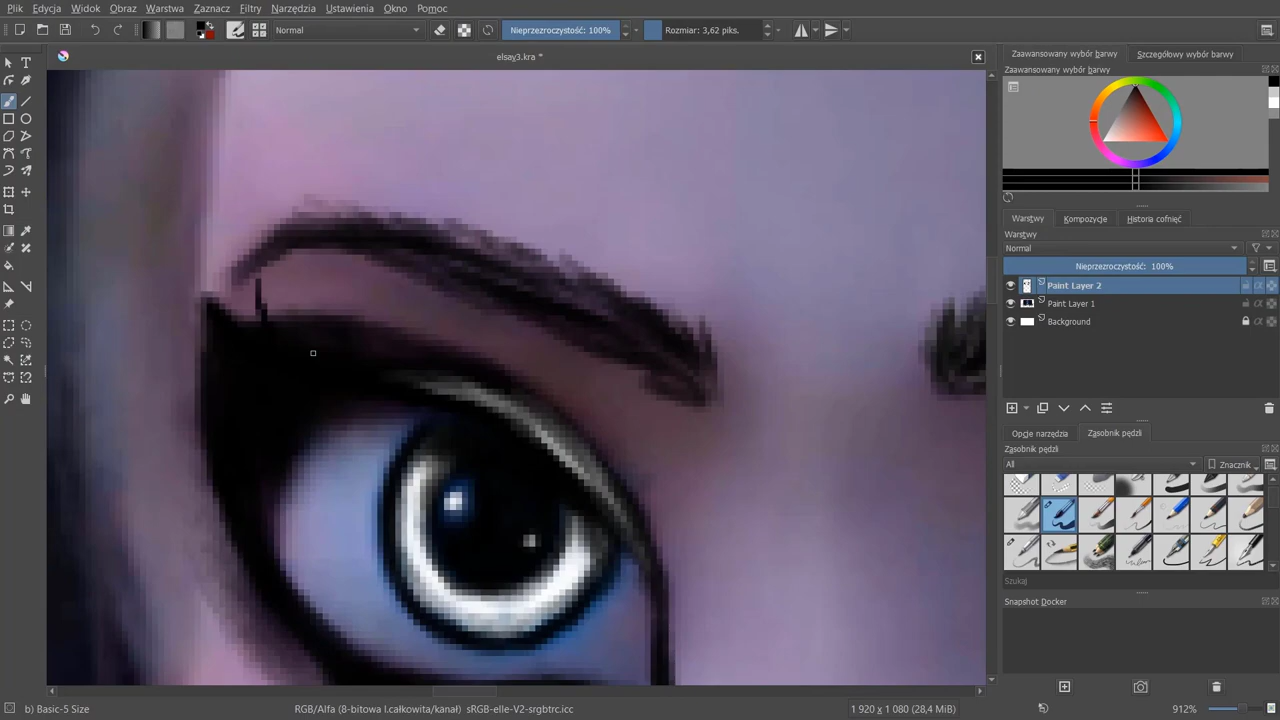 Plik Edycja Widok Obraz Warstwa Zaznacz Filtry Narzędzia Ustawienia Okno Pomoc
Normal
Nieprzezroczystość: 100%
Rozmiar: 3,62 piks.
elsay3.kra *
Zaawansowany wybór barwy
Szczegółowy wybór barwy
Zaawansowany wybór barwy
Warstwy
Kompozycje
Historia cofnięć
Warstwy
Normal
Nieprzezroczystość: 100%
Paint Layer 2
Paint Layer 1
Background
Opcje narzędzia
Zasobnik pędzli
Zasobnik pędzli
All
Znacznik
Szukaj
Snapshot Docker
b) Basic-5 Size
RGB/Alfa (8-bitowa l.całkowita/kanał) sRGB-elle-V2-srgbtrc.icc
1 920 x 1 080 (28,4 MiB)
912%